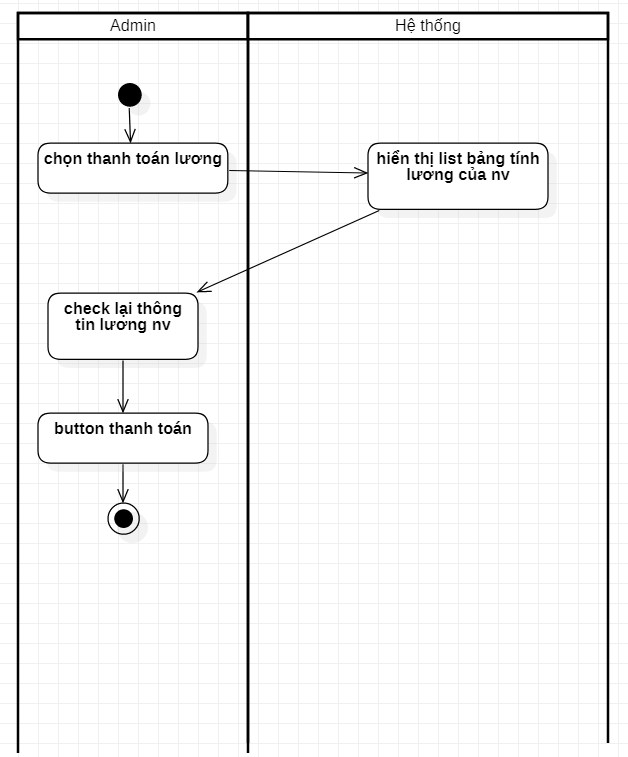 Admin
Hệ thống
chọn thanh toán lương
hiển thị list bảng tính
lương của nv
check lại thông
tin lương nv
button thanh toán